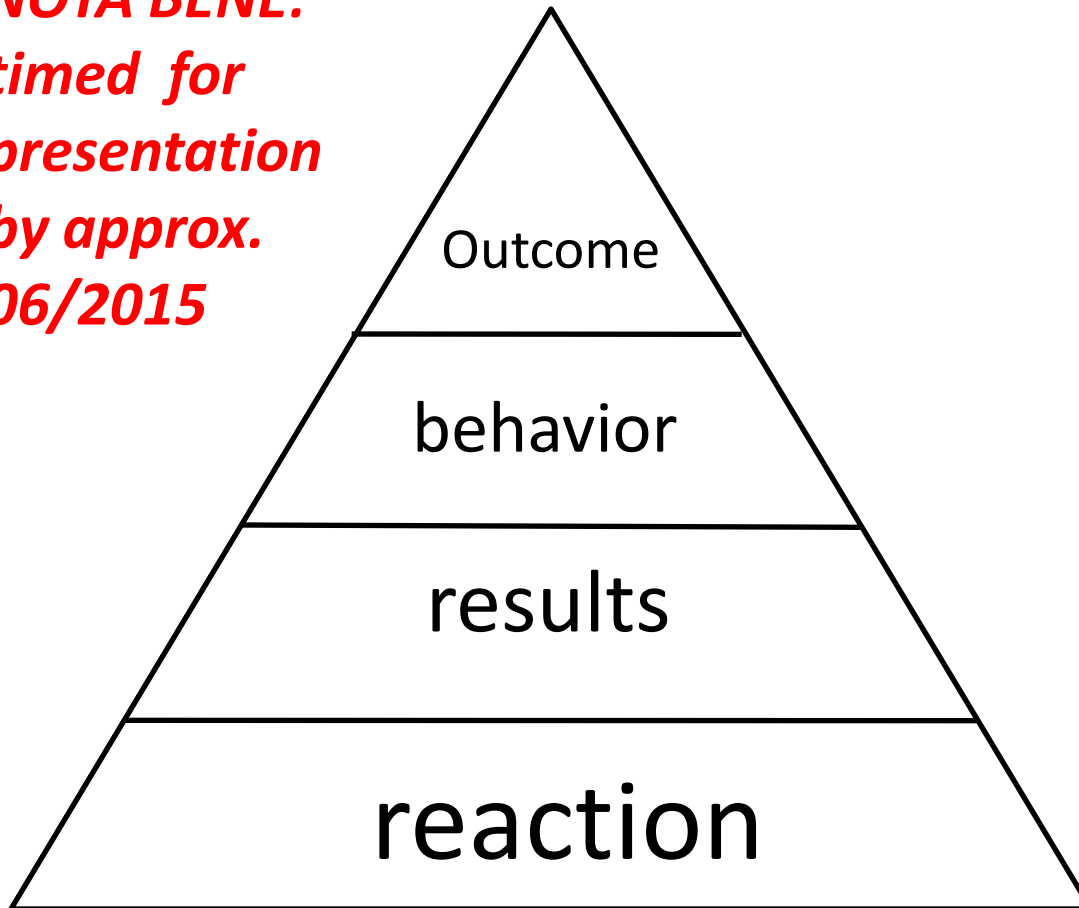 NOTA BENE:
timed for
presentation
by approx.
06/2015
Outcome
behavior
results
reaction